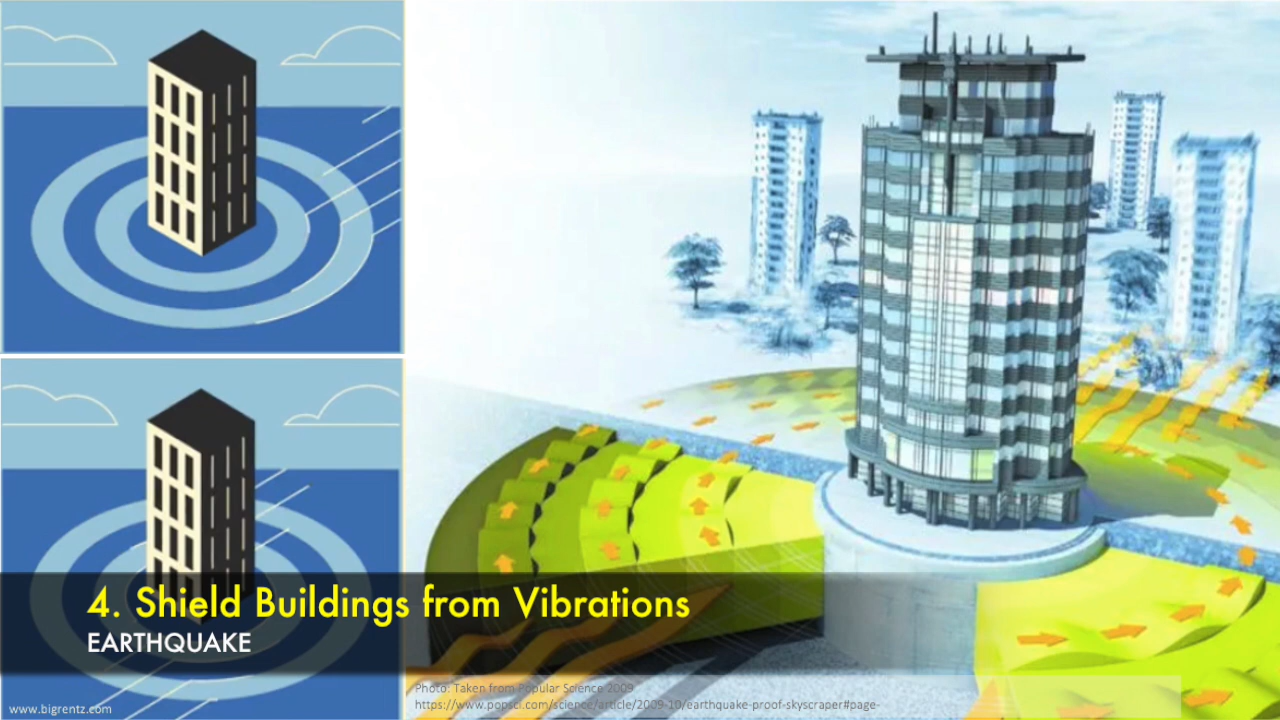 4. Shield Buildings from Vibrations
EARTHQUAKE
Photo: Taken from Popular Science 2009
https://www.popsci.com/science/article/2009-10/earthquake-proof-skyscraper#page-
www.bigrentz.com